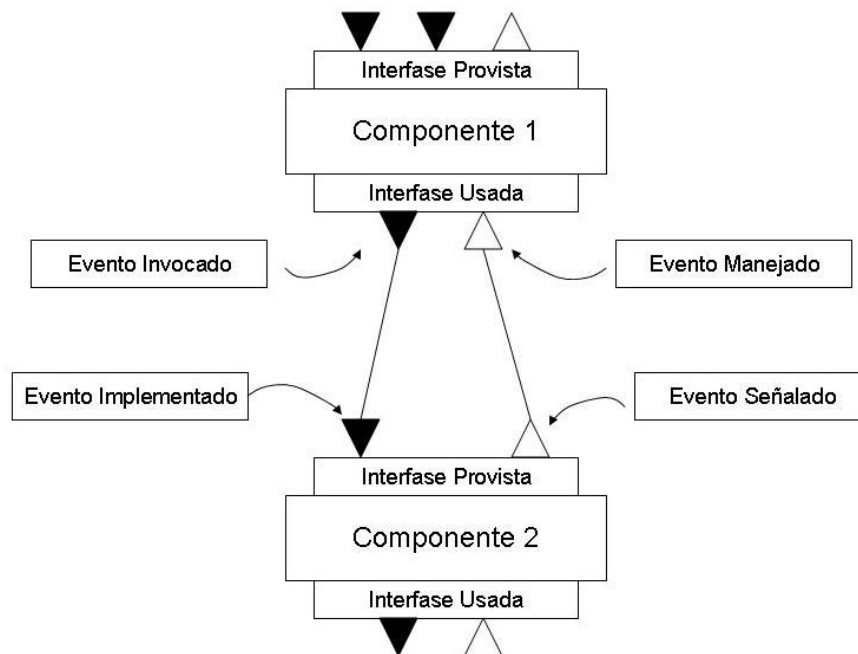 Interfase Provista
Componente 1
Interfase Usada
Evento Invocado
Evento Manejado
Evento Implementado
Evento Señalado
Interfase Provista
Componente 2
Interfase Usada